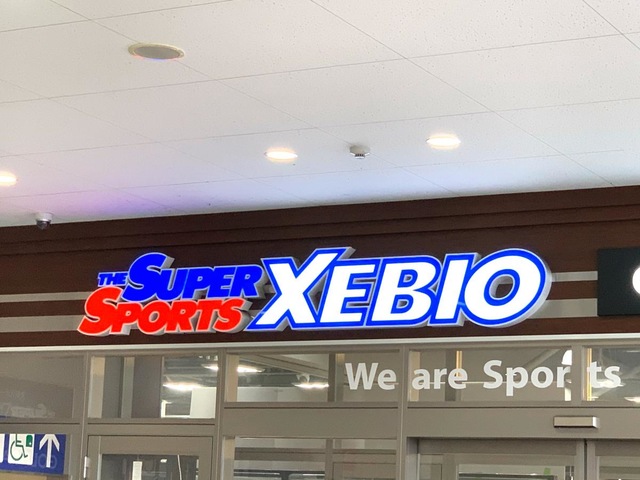 THE SUPER
SPORTS
XEBIO
We are Sports